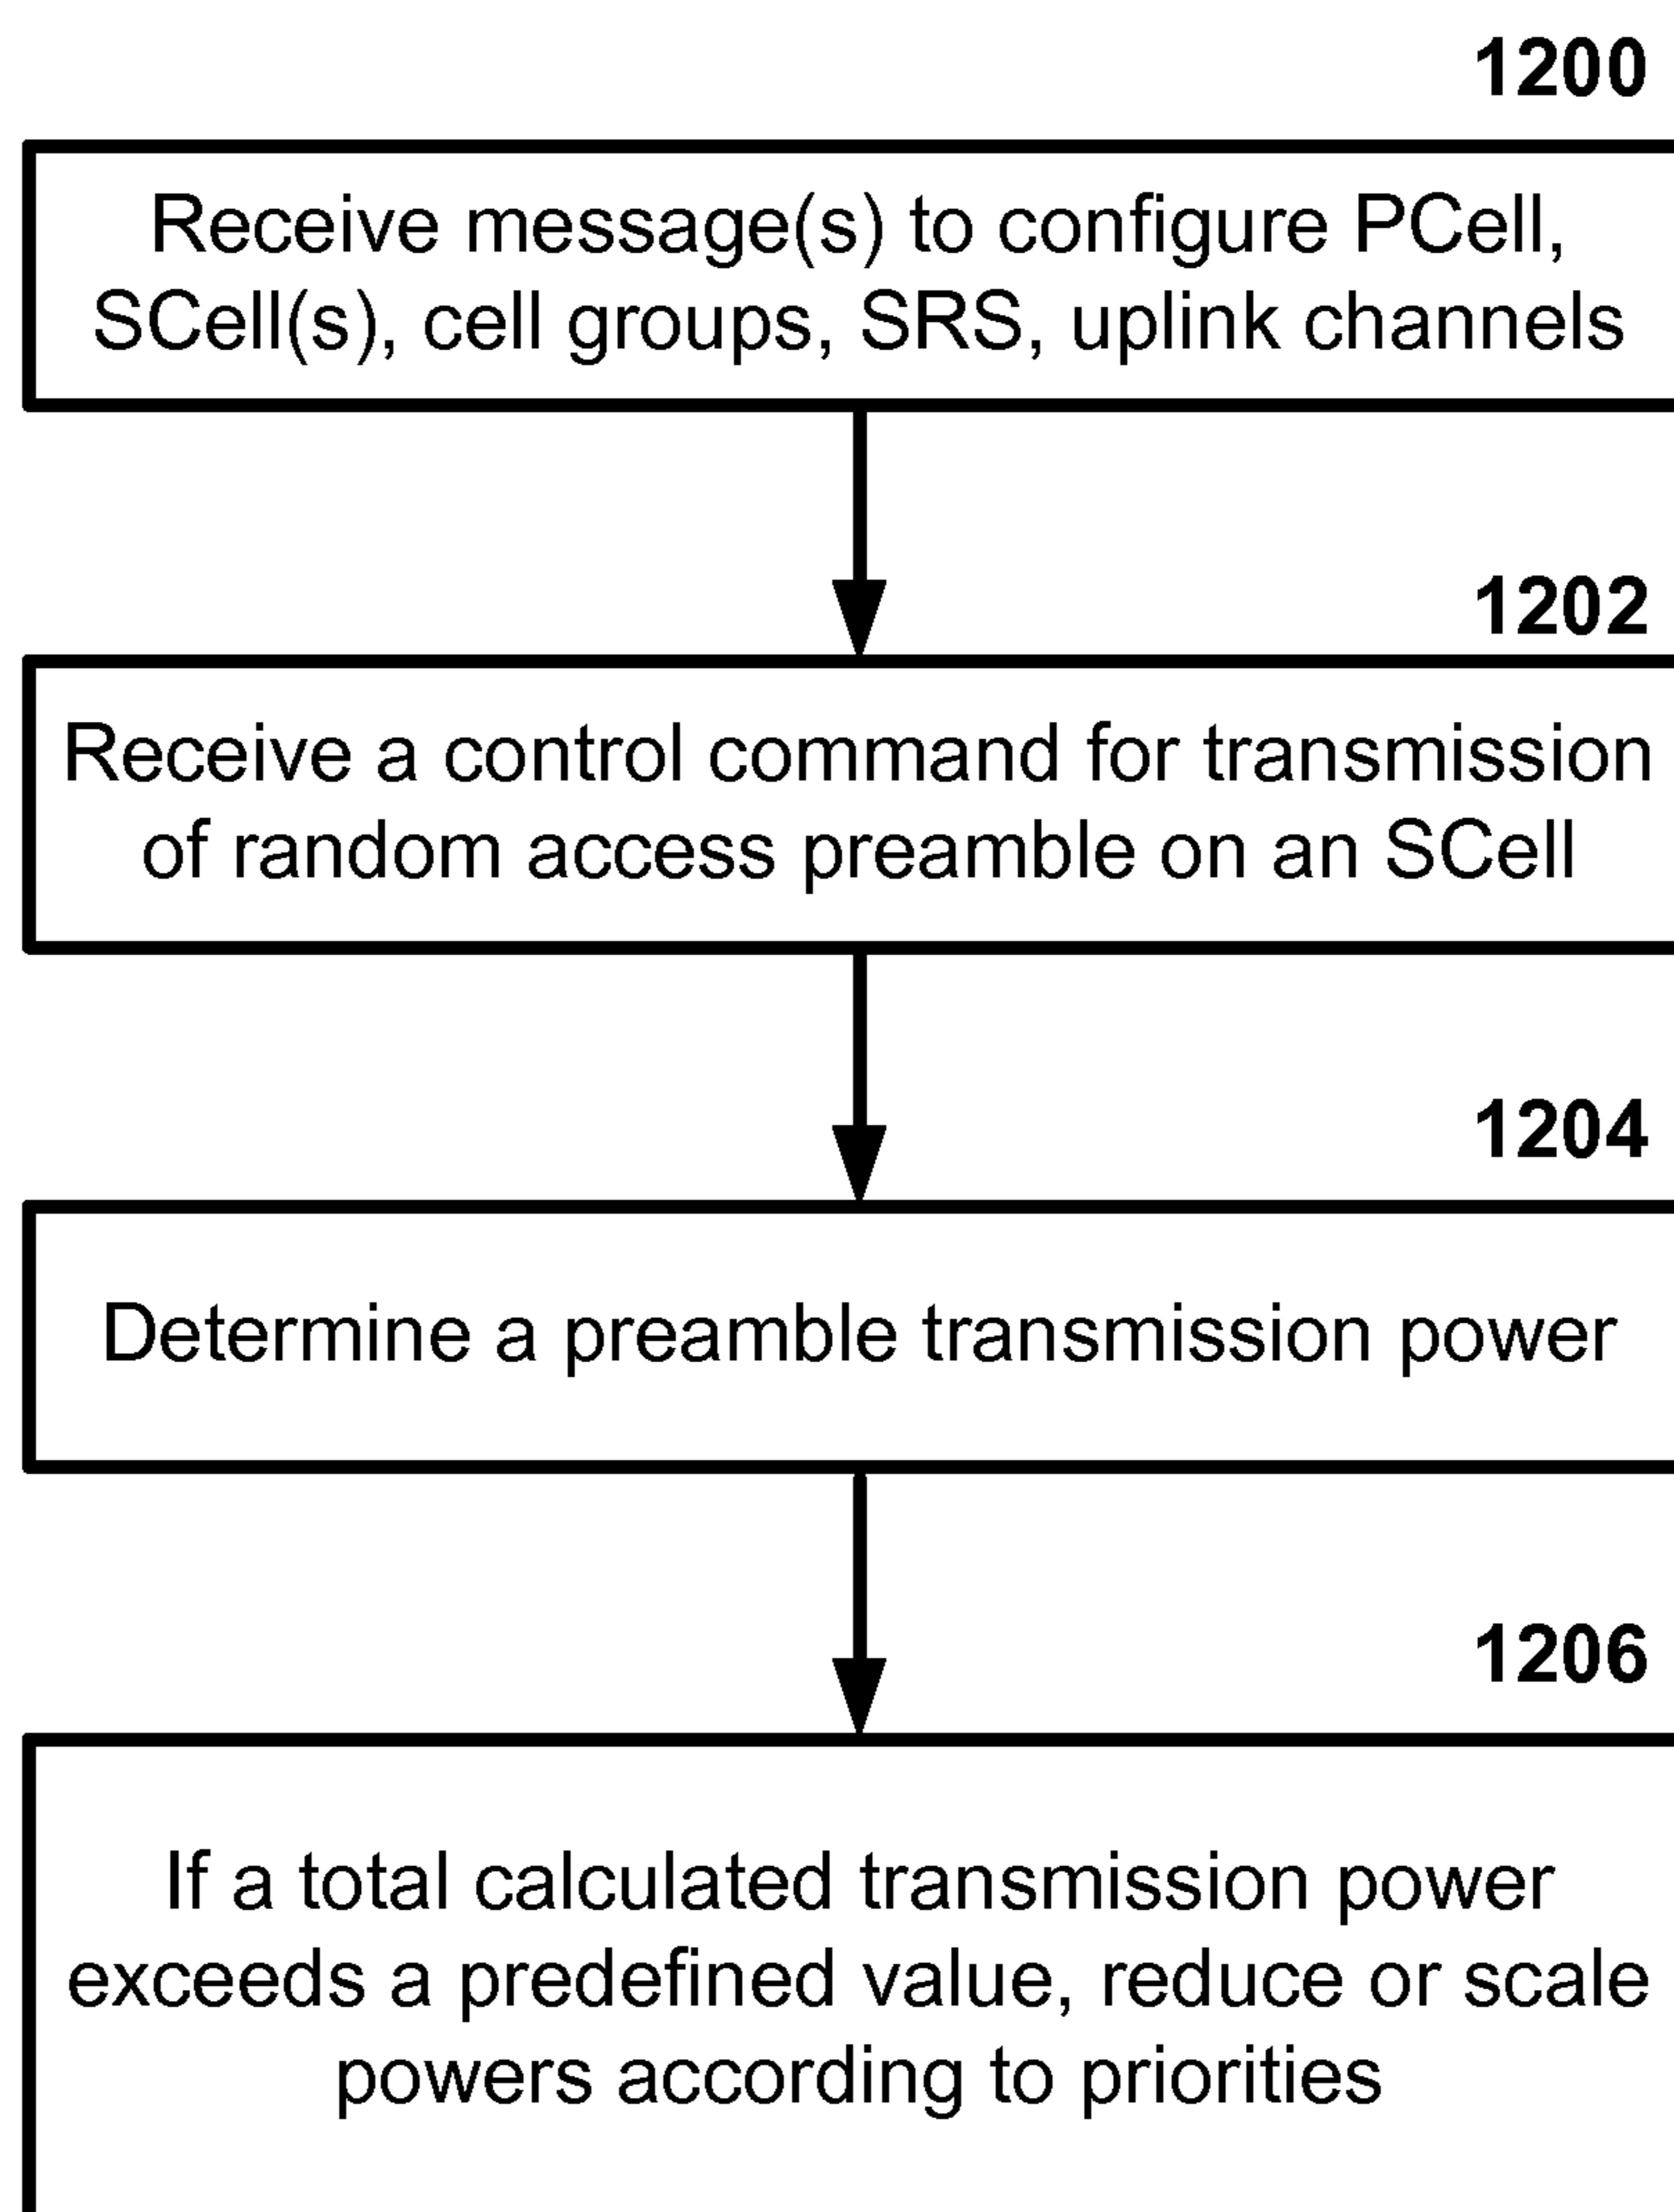 1200
Receive message(s) to configure PCell,
SCell(s), cell groups, SRS, uplink channels
1202
Receive a control command for transmission
of random access preamble on an SCell
1204
Determine a preamble transmission power
1206
If a total calculated transmission power
exceeds a predefined value, reduce or scale
powers according to priorities